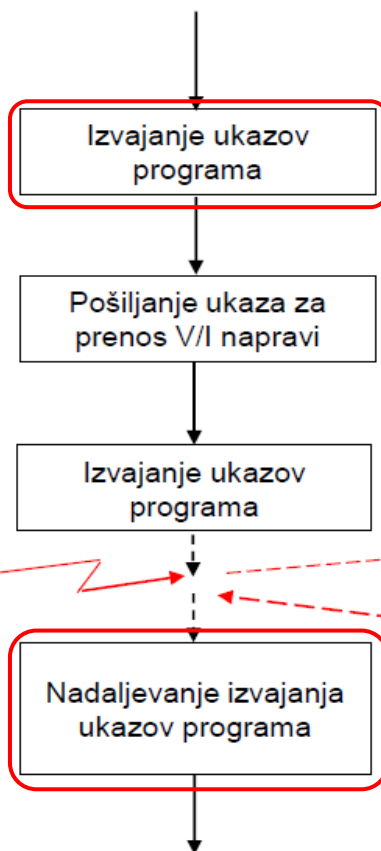 Izvajanje ukazov
programa
Pošiljanje ukaza za
prenos V/I napravi
Izvajanje ukazov
programa
Nadaljevanje izvajanja
ukazov programa